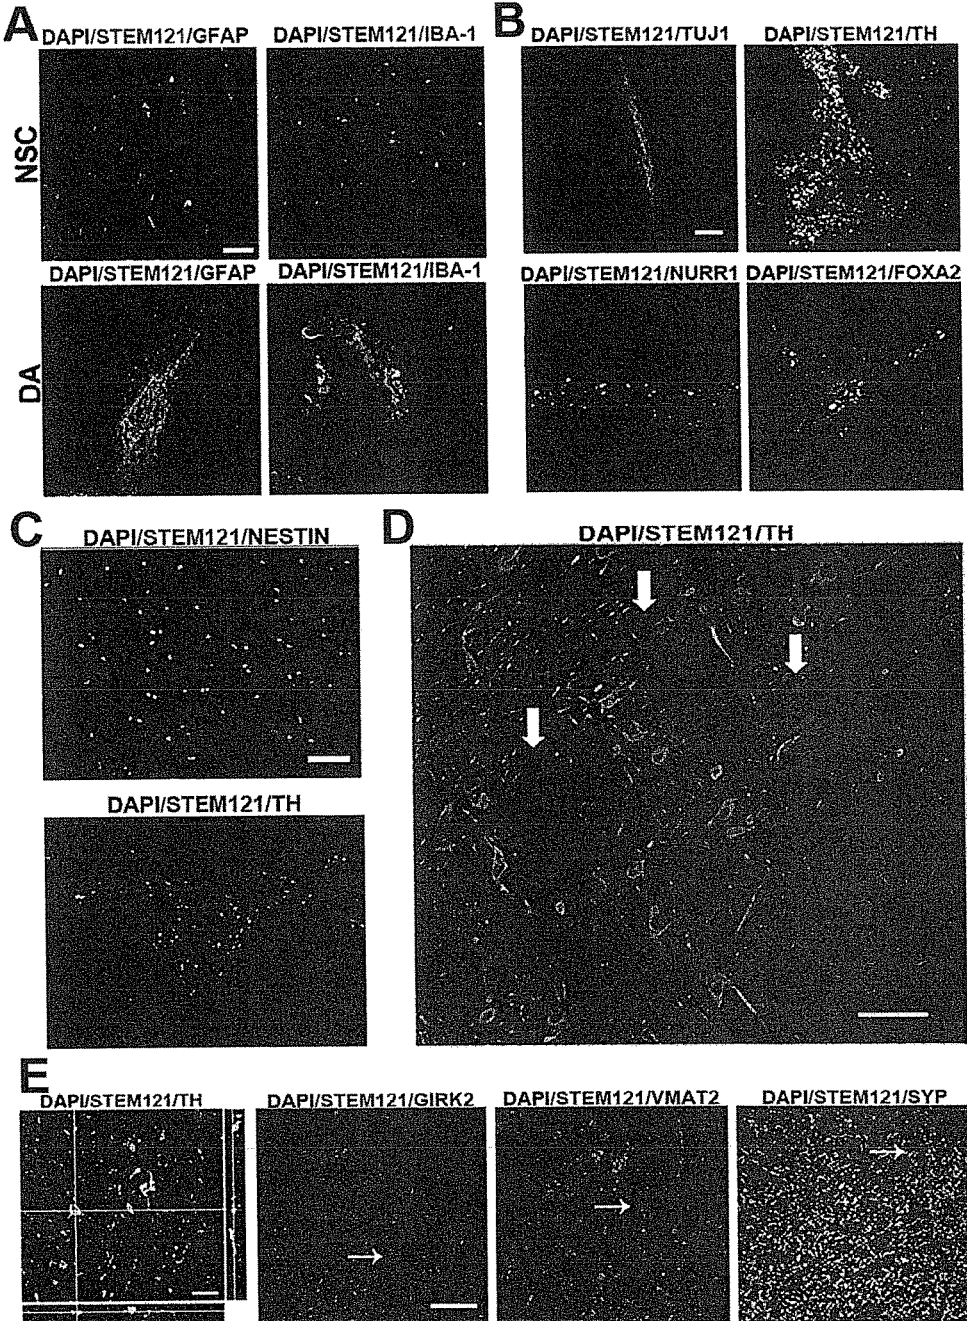 A
DAPI/STEM121/GFAP
DAPI/STEM121/IBA-1
NSC
DAPI/STEM121/GFAP
DAPI/STEM121/IBA-1
DA
B
DAPI/STEM121/TUJ1
DAPI/STEM121/TH
DAPI/STEM121/NURR1
DAPI/STEM121/FOXA2
C
DAPI/STEM121/NESTIN
DAPI/STEM121/TH
D
DAPI/STEM121/TH
E
DAPI/STEM121/TH
DAPI/STEM121/GIRK2
DAPI/STEM121/VMAT2
DAPI/STEM121/SYP